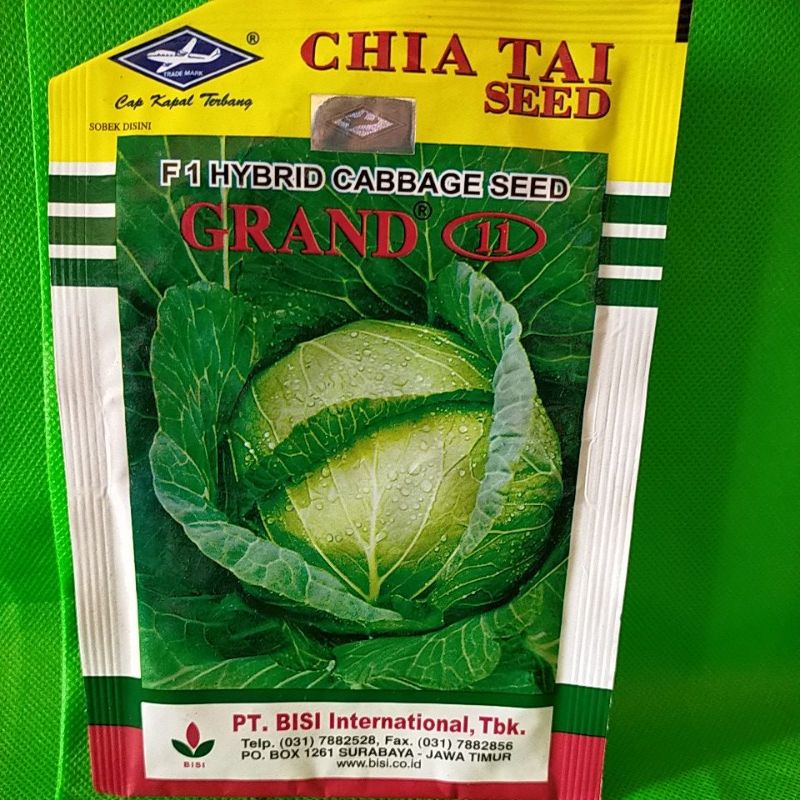 TRADE MARK
®
Cap Kapal Terbang
SOBEK DISINI
CHIA TAI
SEED
F1 HYBRID CABBAGE SEED
GRAND® 11
BISI
PT. BISI International, Tbk.
Telp. (031) 7882528, Fax. (031) 7882856
PO. BOX 1261 SURABAYA - JAWA TIMUR
www.bisi.co.id